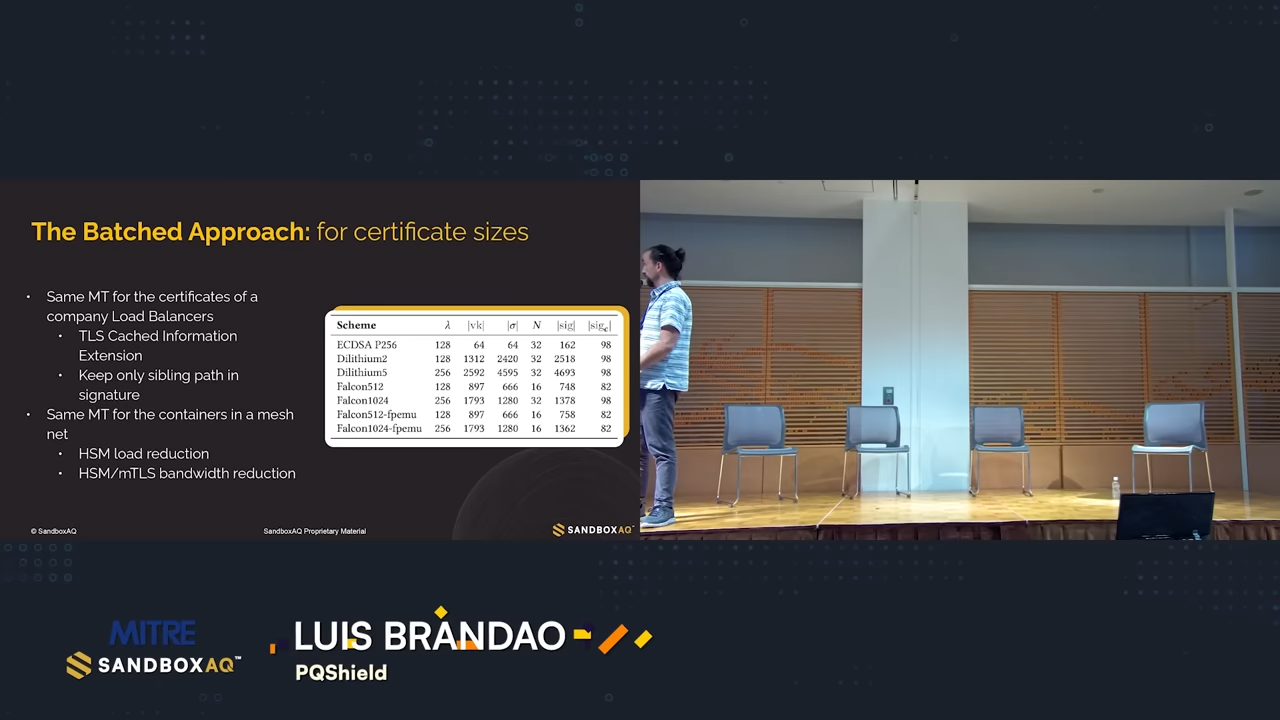 The Batched Approach: for certificate sizes
• Same MT for the certificates of a
company Load Balancers
• TLS Cached Information
Extension
• Keep only sibling path in
signature
• Same MT for the containers in a mesh
net
• HSM load reduction
• HSM/mTLS bandwidth reduction
Scheme λ |vk| |σ| N |sig| |sig_c|
ECDSA P256 128 64 64 32 162 98
Dilithium2 128 1312 2420 32 2518 98
Dilithium5 256 2592 4595 32 4693 98
Falcon512 128 897 666 16 748 82
Falcon1024 256 1793 1280 32 1378 98
Falcon512-fpemu 128 897 666 16 758 82
Falcon1024-fpemu 256 1793 1280 16 1362 82
© SandboxAQ
SandboxAQ Proprietary Material
SANDBOXAQ™
MITRE
SANDBOXAQ™
LUIS BRANDAO
PQShield